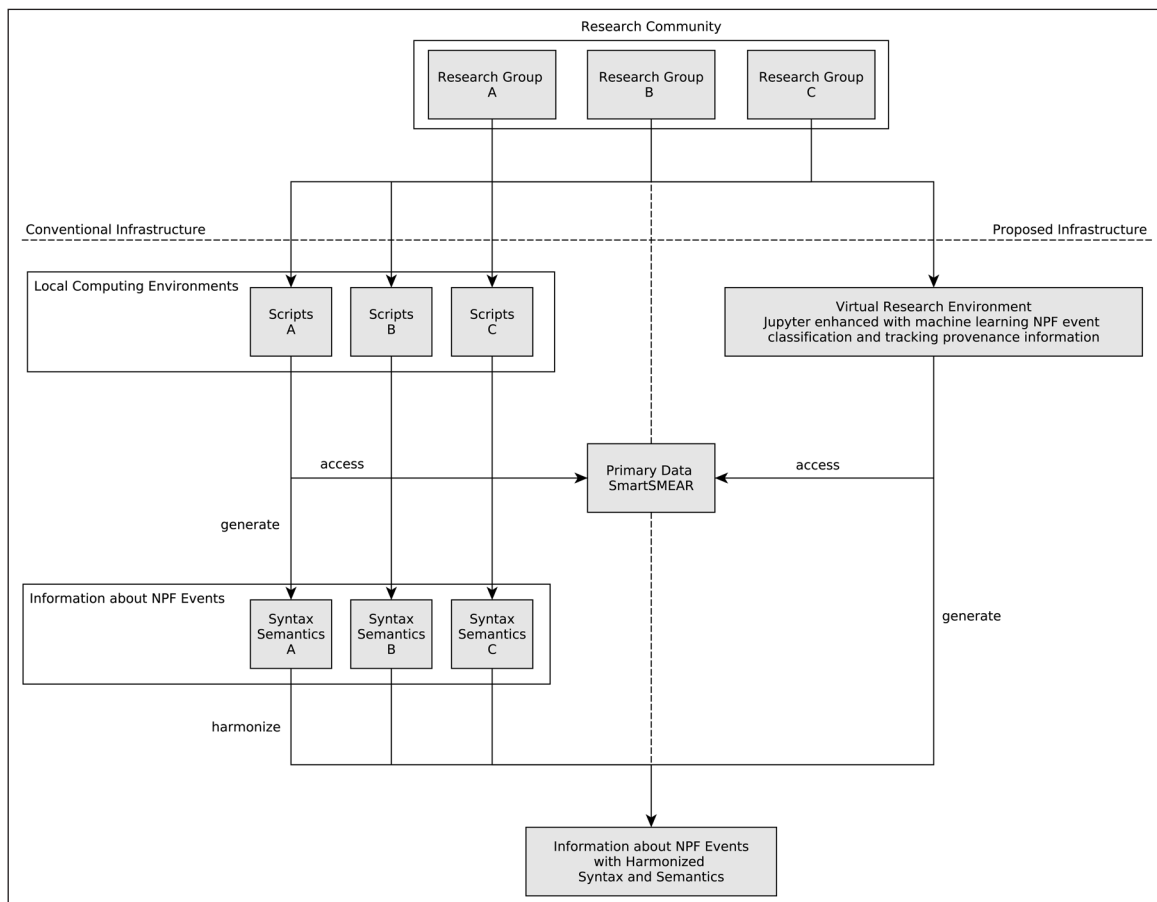 Research Community
Research Group
A
Research Group
B
Research Group
C
Conventional Infrastructure
Proposed Infrastructure
Local Computing Environments
Scripts
A
Scripts
B
Scripts
C
Virtual Research Environment
Jupyter enhanced with machine learning NPF event
classification and tracking provenance information
access
Primary Data
SmartSMEAR
access
generate
Information about NPF Events
Syntax
Semantics
A
Syntax
Semantics
B
Syntax
Semantics
C
generate
harmonize
Information about NPF Events
with Harmonized
Syntax and Semantics